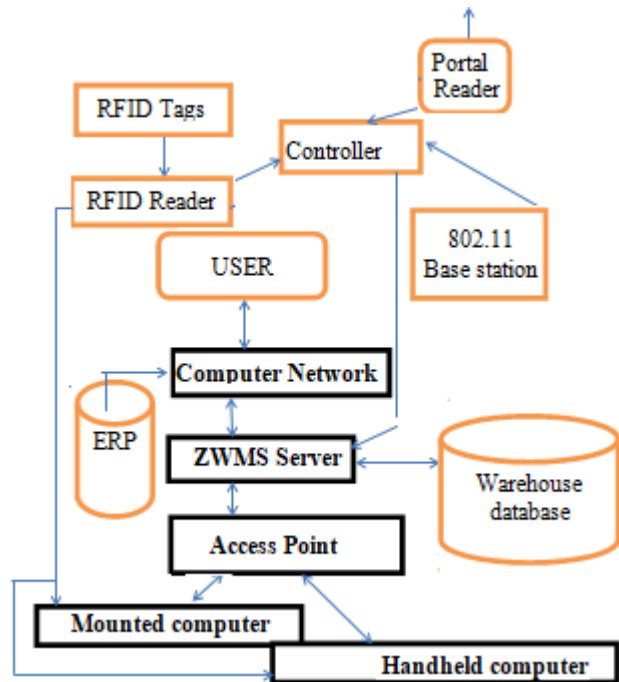 Portal
Reader
RFID Tags
Controller
RFID Reader
802.11
Base station
USER
Computer Network
ERP
ZWMS Server
Warehouse
database
Access Point
Mounted computer
Handheld computer